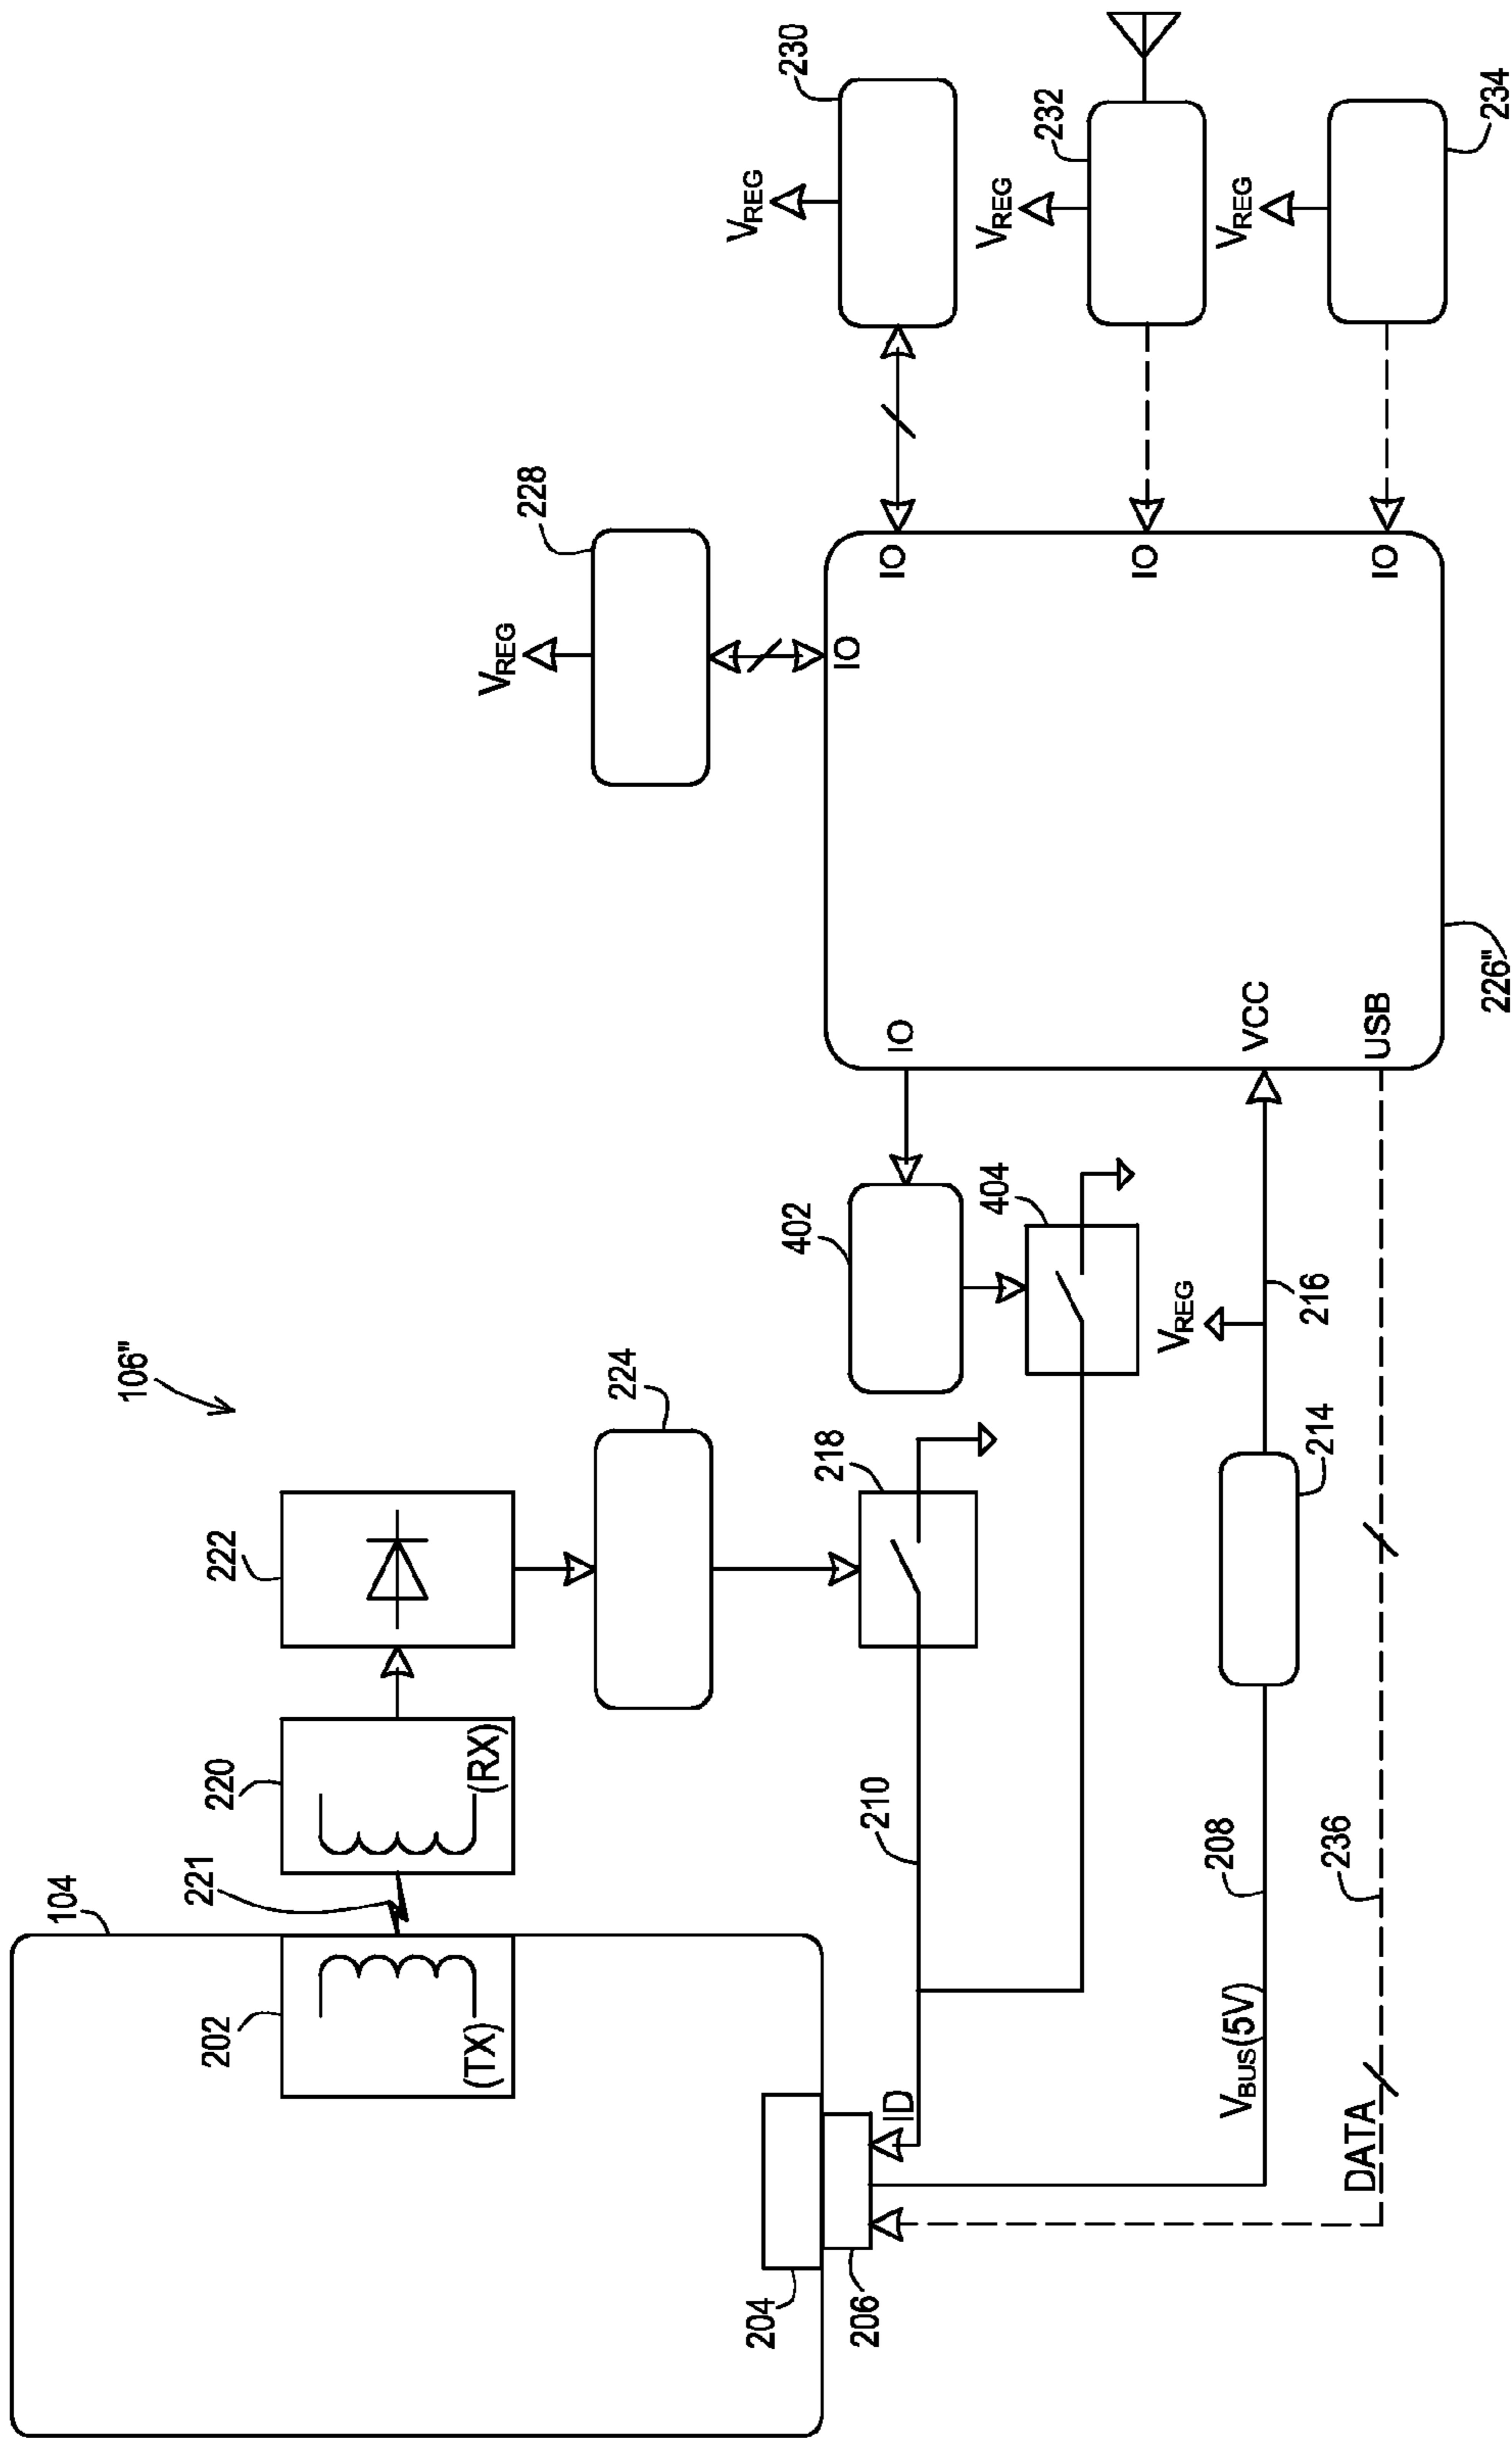 106"
104
202
(TX)
221
220
(RX)
222
224
218
210
ID
204
206
402
404
IO
228
VREG
IO
230
VREG
IO
232
VREG
IO
234
VREG
IO
226"
VCC
USB
VREG
216
214
208
VBUS(5V)
236
DATA